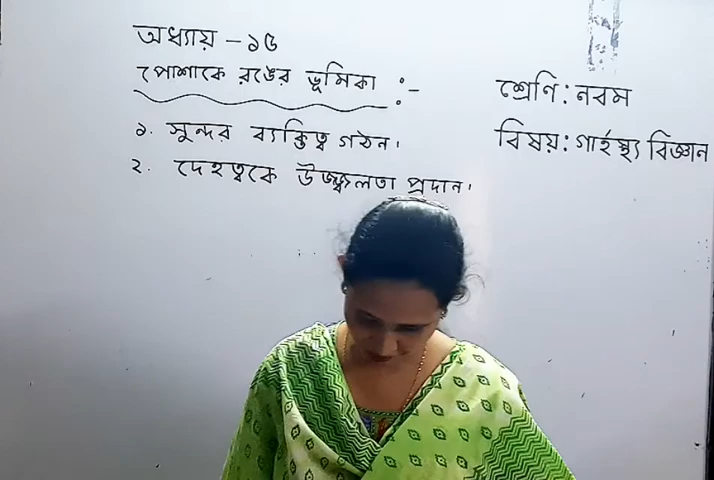 অধ্যায় - ১৫
পোশাকে রঙের ভূমিকা :-
১. সুন্দর ব্যক্তিত্ব গঠন।
২. দেহত্বকে উজ্জ্বলতা প্রদান।
শ্রেণি : নবম
বিষয় : গার্হস্থ্য বিজ্ঞান